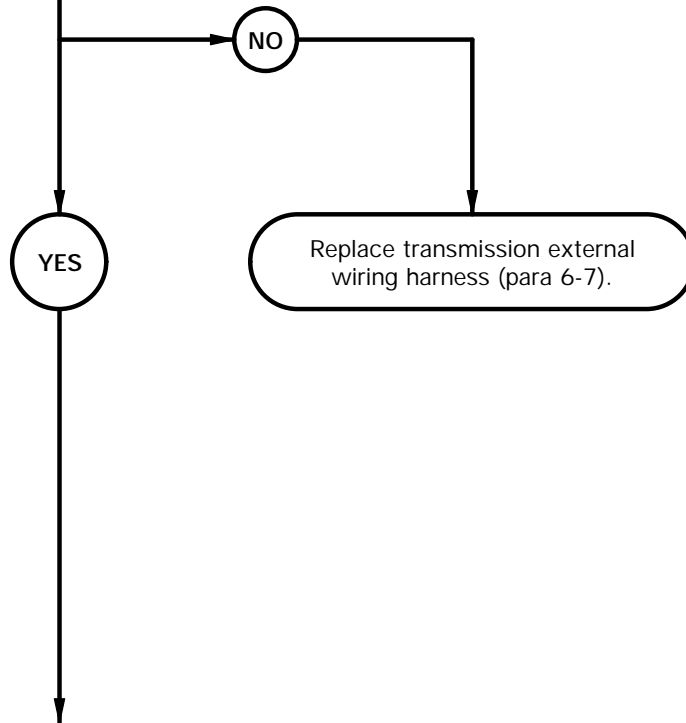 NO
YES
Replace transmission external
wiring harness (para 6-7).